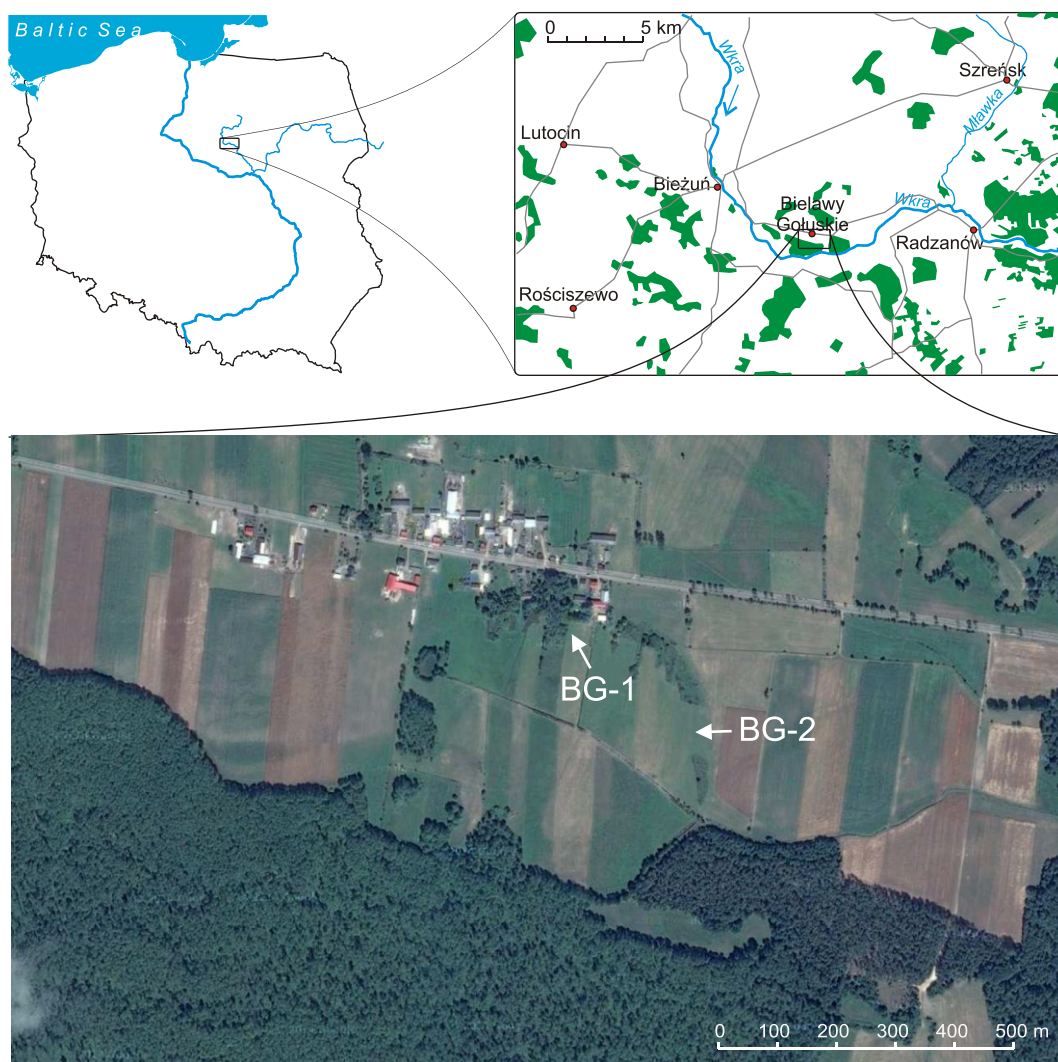 Baltic Sea
0 5 km
Wkra
Szreńsk
Mławka
Lutocin
Bieżuń
Bielawy
Gołuskie
Wkra
Radzanów
Rościszewo
BG-1
BG-2
0 100 200 300 400 500 m